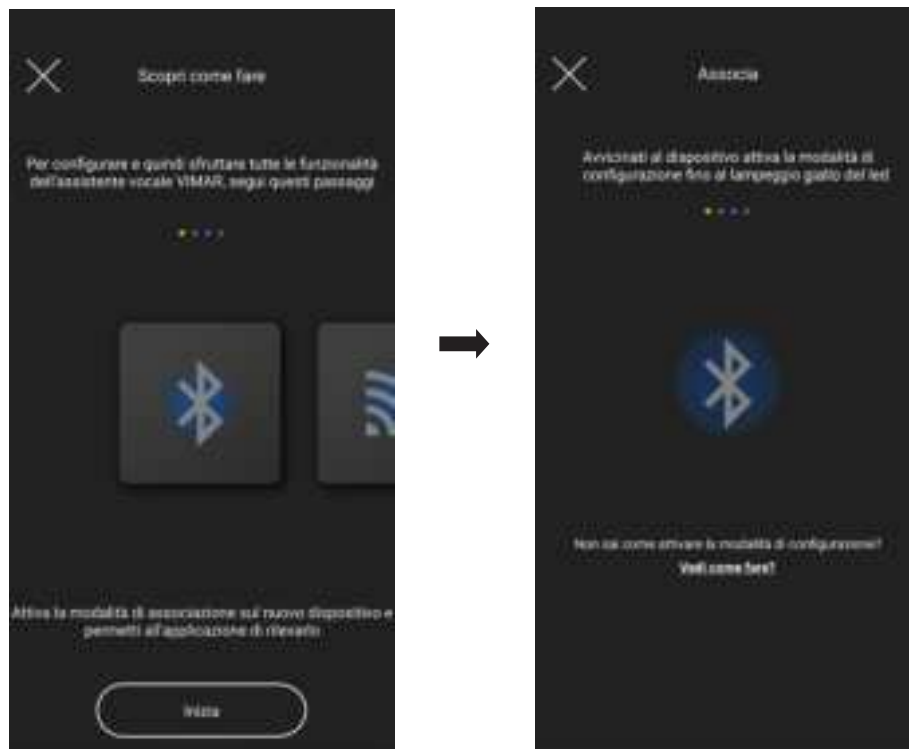 Scopri come fare
Per configurare e quindi sfruttare tutte le funzionalità
dell'assistente vocale VIMAR, segui questi passaggi
Attiva la modalità di associazione sul nuovo dispositivo e
permetti all'applicazione di rilevarlo
Inizia
Associa
Avvicinati al dispositivo attiva la modalità di
configurazione fino al lampeggio giallo del led
Non sai come attivare la modalità di configurazione?
Vedi come fare?